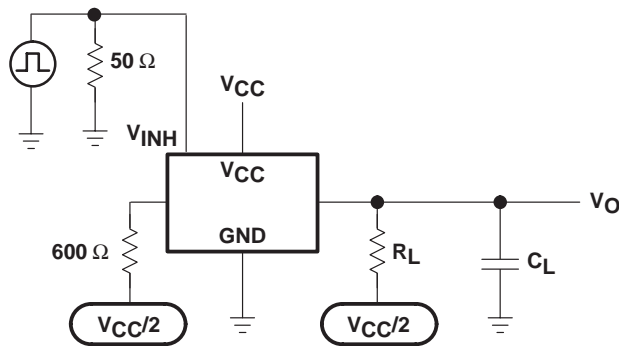 50 Ω
VCC
VINH
VCC
VO
600 Ω
GND
RL
CL
VCC/2
VCC/2